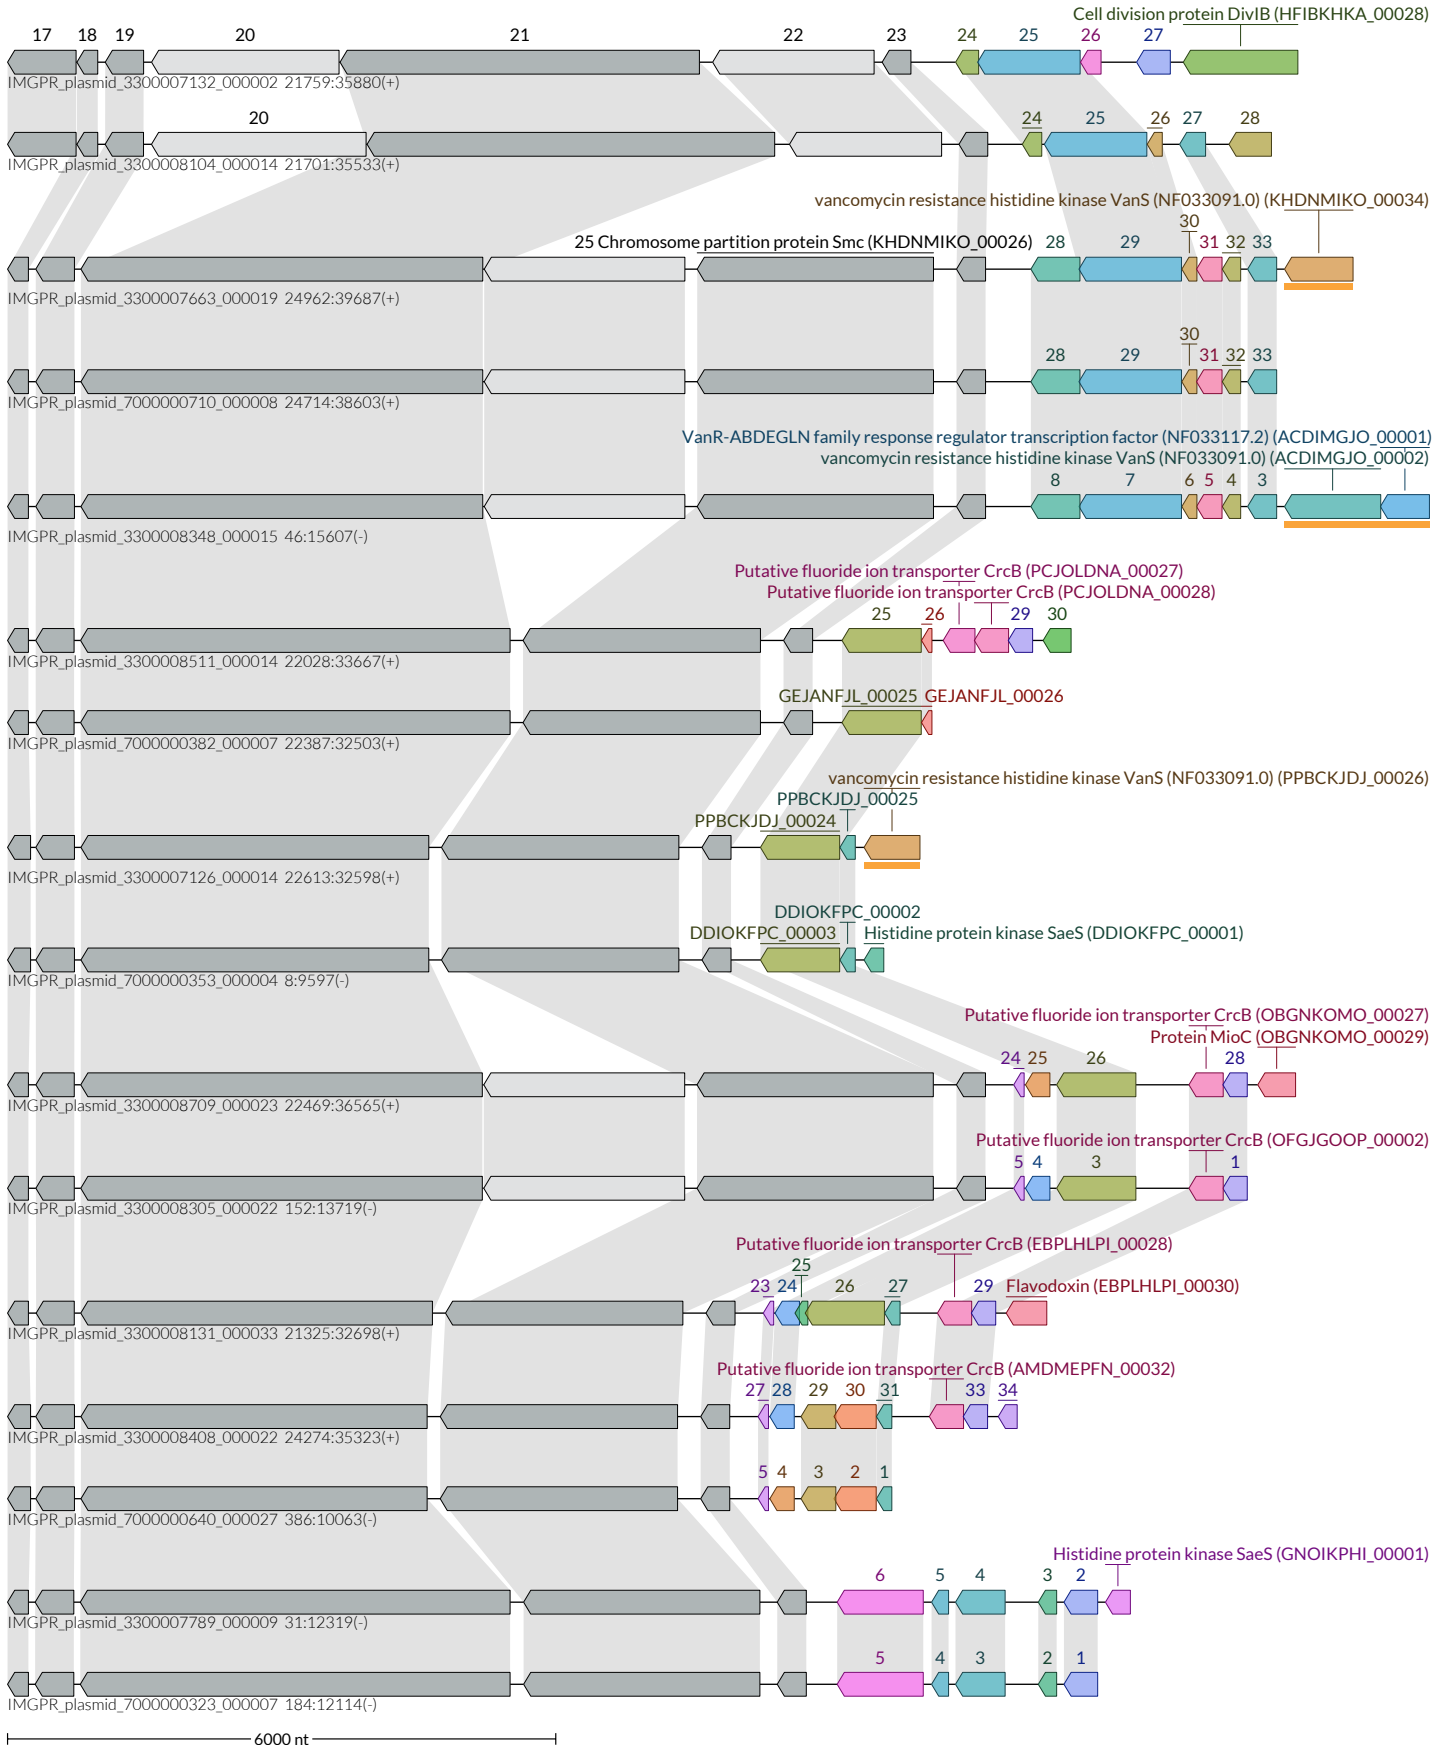 Cell division protein DivIB (HFIBKHKA_00028)
17 18 19 20 21 22 23 24 25 26 27
IMGPR_plasmid_3300007132_000002 21759:35880(+)
20 24 25 26 27 28
IMGPR_plasmid_3300008104_000014 21701:35533(+)
vancomycin resistance histidine kinase VanS (NF033091.0) (KHDNMIKO_00034)
30
25 Chromosome partition protein Smc (KHDNMIKO_00026) 28 29 31 32 33
IMGPR_plasmid_3300007663_000019 24962:39687(+)
30
28 29 31 32 33
IMGPR_plasmid_7000000710_000008 24714:38603(+)
VanR-ABDEGLN family response regulator transcription factor (NF033117.2) (ACDIMGJO_00001)
vancomycin resistance histidine kinase VanS (NF033091.0) (ACDIMGJO_00002)
8 7 6 5 4 3
IMGPR_plasmid_3300008348_000015 46:15607(-)
Putative fluoride ion transporter CrcB (PCJOLDNA_00027)
Putative fluoride ion transporter CrcB (PCJOLDNA_00028)
25 26 29 30
IMGPR_plasmid_3300008511_000014 22028:33667(+)
GEJANFJL_00025 GEJANFJL_00026
IMGPR_plasmid_7000000382_000007 22387:32503(+)
vancomycin resistance histidine kinase VanS (NF033091.0) (PPBCKJDJ_00026)
PPBCKJDJ_00025
PPBCKJDJ_00024
IMGPR_plasmid_3300007126_000014 22613:32598(+)
DDIOKFPC_00002
DDIOKFPC_00003 Histidine protein kinase SaeS (DDIOKFPC_00001)
IMGPR_plasmid_7000000353_000004 8:9597(-)
Putative fluoride ion transporter CrcB (OBGNKOMO_00027)
Protein MioC (OBGNKOMO_00029)
24 25 26 28
IMGPR_plasmid_3300008709_000023 22469:36565(+)
Putative fluoride ion transporter CrcB (OFGJGOOP_00002)
5 4 3 1
IMGPR_plasmid_3300008305_000022 152:13719(-)
Putative fluoride ion transporter CrcB (EBPLHLPI_00028)
25
23 24 26 27 29 Flavodoxin (EBPLHLPI_00030)
IMGPR_plasmid_3300008131_000033 21325:32698(+)
Putative fluoride ion transporter CrcB (AMDMEPFN_00032)
27 28 29 30 31 33 34
IMGPR_plasmid_3300008408_000022 24274:35323(+)
5 4 3 2 1
IMGPR_plasmid_7000000640_000027 386:10063(-)
Histidine protein kinase SaeS (GNOIKPHI_00001)
6 5 4 3 2
IMGPR_plasmid_3300007789_000009 31:12319(-)
5 4 3 2 1
IMGPR_plasmid_7000000323_000007 184:12114(-)
6000 nt